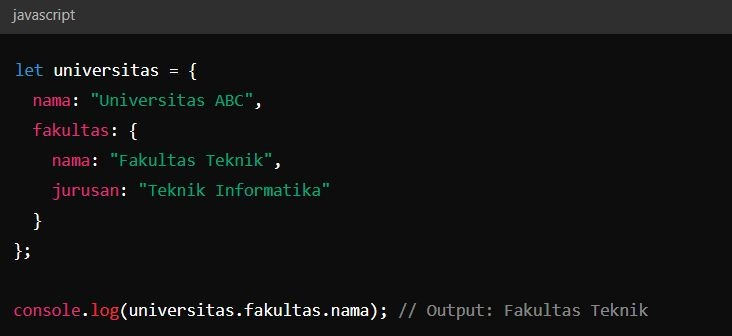 javascript
let universitas = {
  nama: "Universitas ABC",
  fakultas: {
    nama: "Fakultas Teknik",
    jurusan: "Teknik Informatika"
  }
};
console.log(universitas.fakultas.nama); // Output: Fakultas Teknik